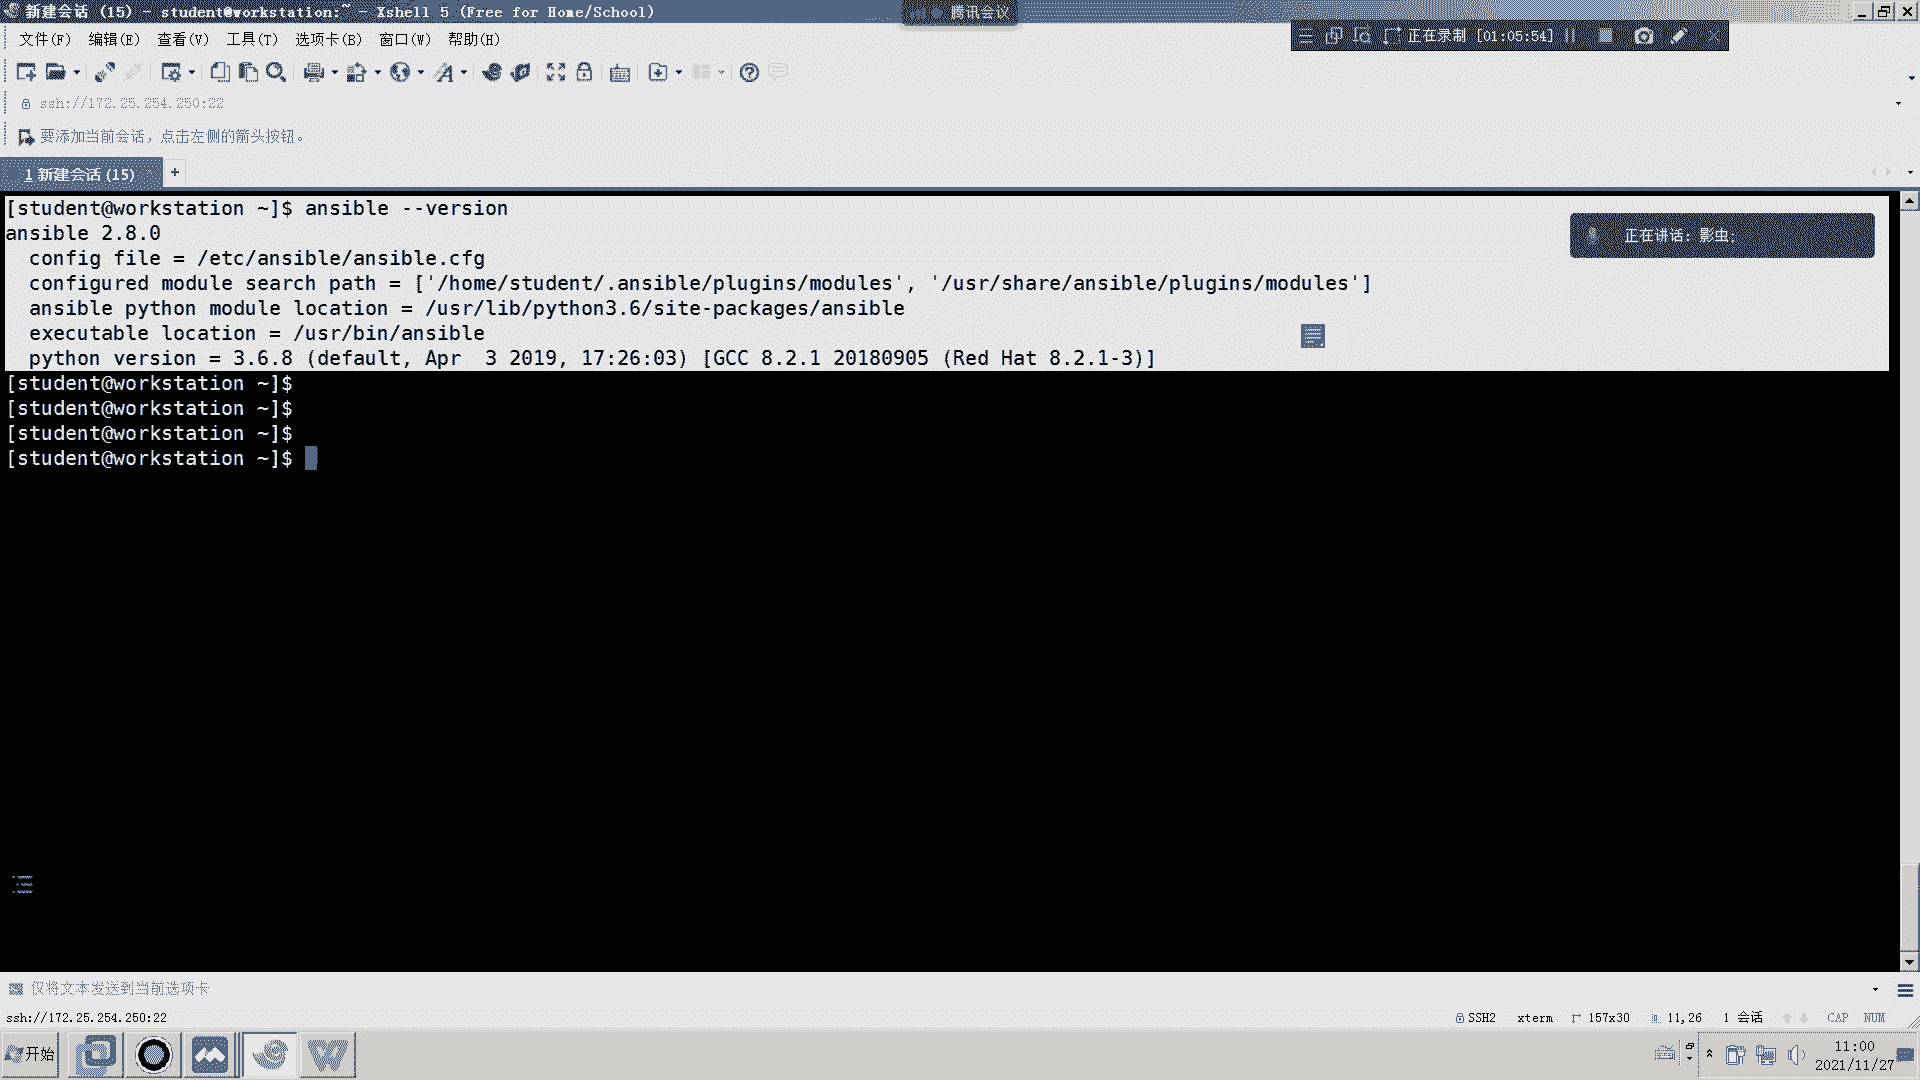 新建会话 (15) - student@workstation:~ - Xshell 5 (Free for Home/School)
腾讯会议
文件(F) 编辑(E) 查看(V) 工具(T) 选项卡(B) 窗口(W) 帮助(H)
正在录制 [01:05:54]
ssh://172.25.254.250:22
要添加当前会话，点击左侧的箭头按钮。
1 新建会话 (15)
+
[student@workstation ~]$ ansible --version
ansible 2.8.0
config file = /etc/ansible/ansible.cfg
configured module search path = ['/home/student/.ansible/plugins/modules', '/usr/share/ansible/plugins/modules']
ansible python module location = /usr/lib/python3.6/site-packages/ansible
executable location = /usr/bin/ansible
python version = 3.6.8 (default, Apr  3 2019, 17:26:03) [GCC 8.2.1 20180905 (Red Hat 8.2.1-3)]
正在讲话: 影虫;
[student@workstation ~]$
[student@workstation ~]$
[student@workstation ~]$
[student@workstation ~]$
仅将文本发送到当前选项卡
ssh://172.25.254.250:22
SSH2 xterm 157x30 11,26 1 会话 CAP NUM
开始
11:00
2021/11/27